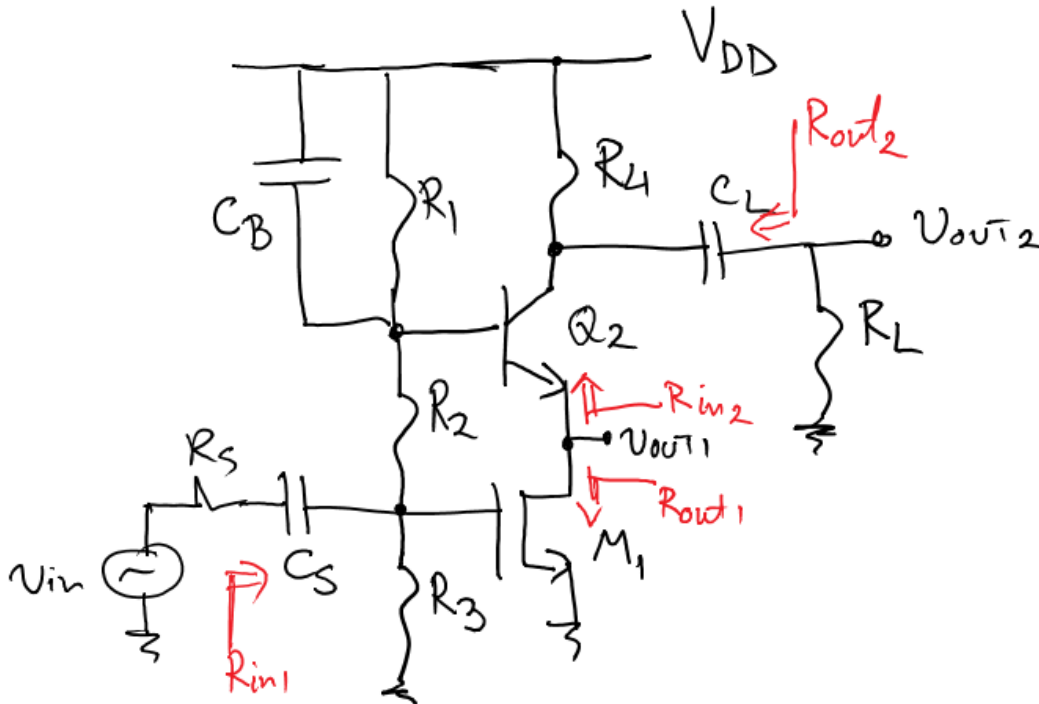 VDD
Rout2
R4
CL
CB
R1
VOUT2
Q2
RL
Rin2
R2
VOUT1
RS
Rout1
M1
Vin
CS
R3
Rin1